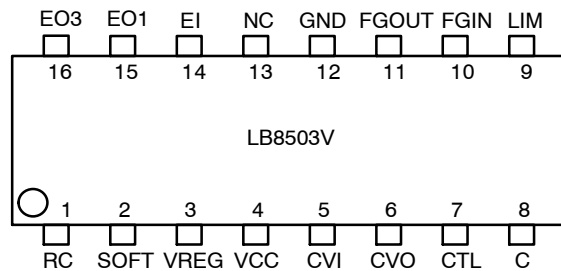 EO3 EO1 EI NC GND FGOUT FGIN LIM
16 15 14 13 12 11 10 9
LB8503V
1 2 3 4 5 6 7 8
RC SOFT VREG VCC CVI CVO CTL C